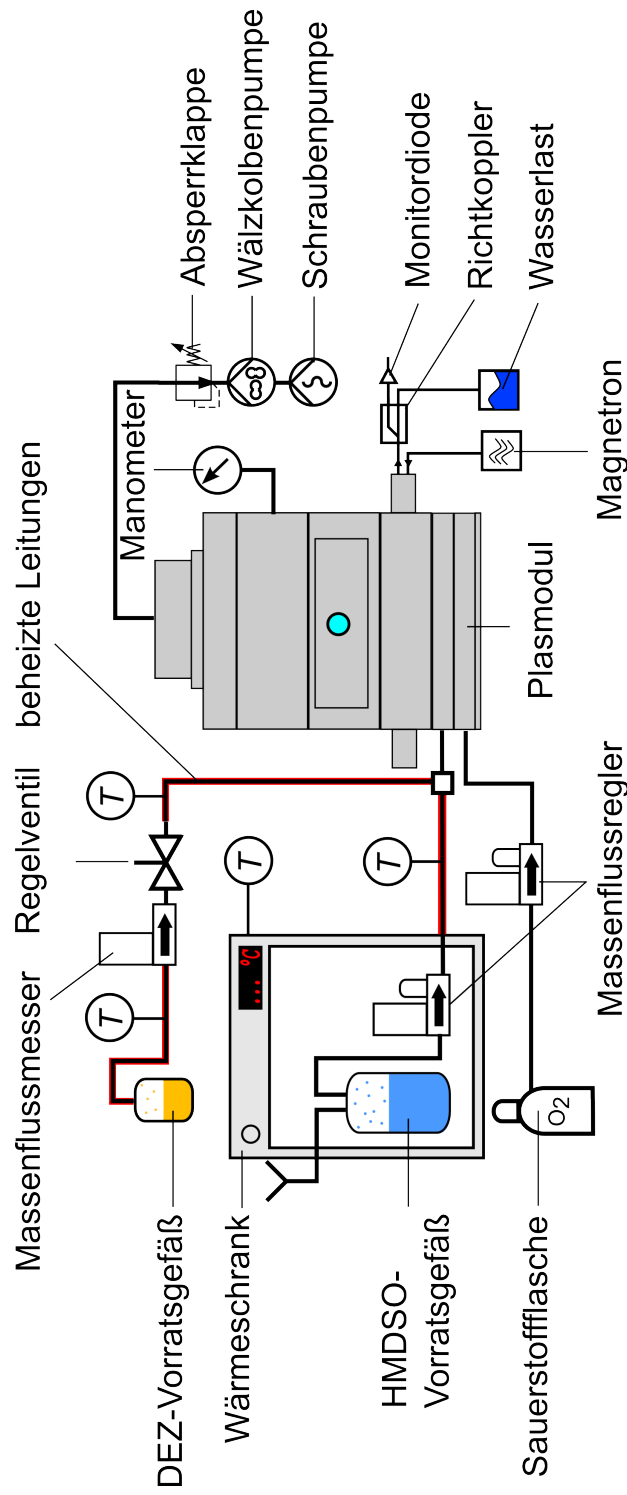 Massenflussmesser
Regelventil
beheizte Leitungen
Manometer
Absperrklappe
Wälzkolbenpumpe
Schraubenpumpe
Monitordiode
Richtkoppler
Wasserlast
Magnetron
Plasmodul
Massenflussregler
T
T
T
T
... °C
O2
DEZ-Vorratsgefäß
Wärmeschrank
HMDSO-
Vorratsgefäß
Sauerstoffflasche